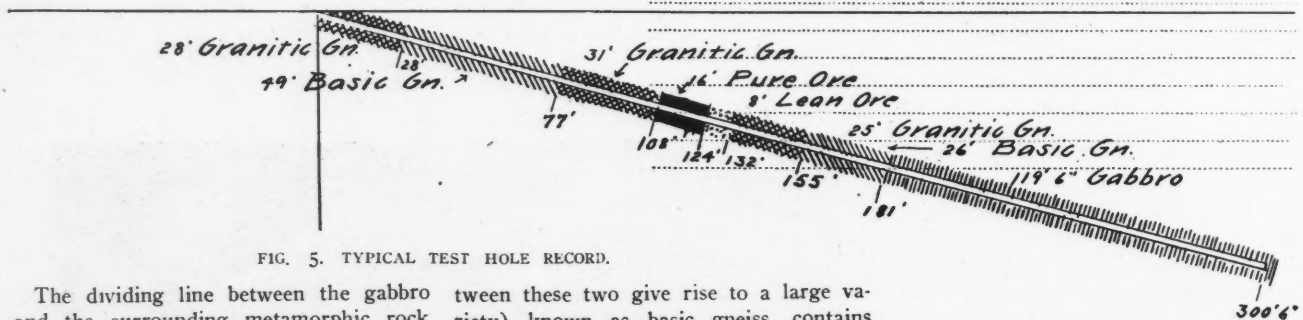 28' Granitic Gn.
28'
49' Basic Gn.
77'
31' Granitic Gn.
16' Pure Ore
8' Lean Ore
108'
124'
132'
25' Granitic Gn.
26' Basic Gn.
155'
181'
119' 6" Gabbro
300'6"
FIG. 5. TYPICAL TEST HOLE RECORD.
The dividing line between the gabbro
and the surrounding metamorphic rock
tween these two give rise to a large va-
riety) known as basic gneiss, contains